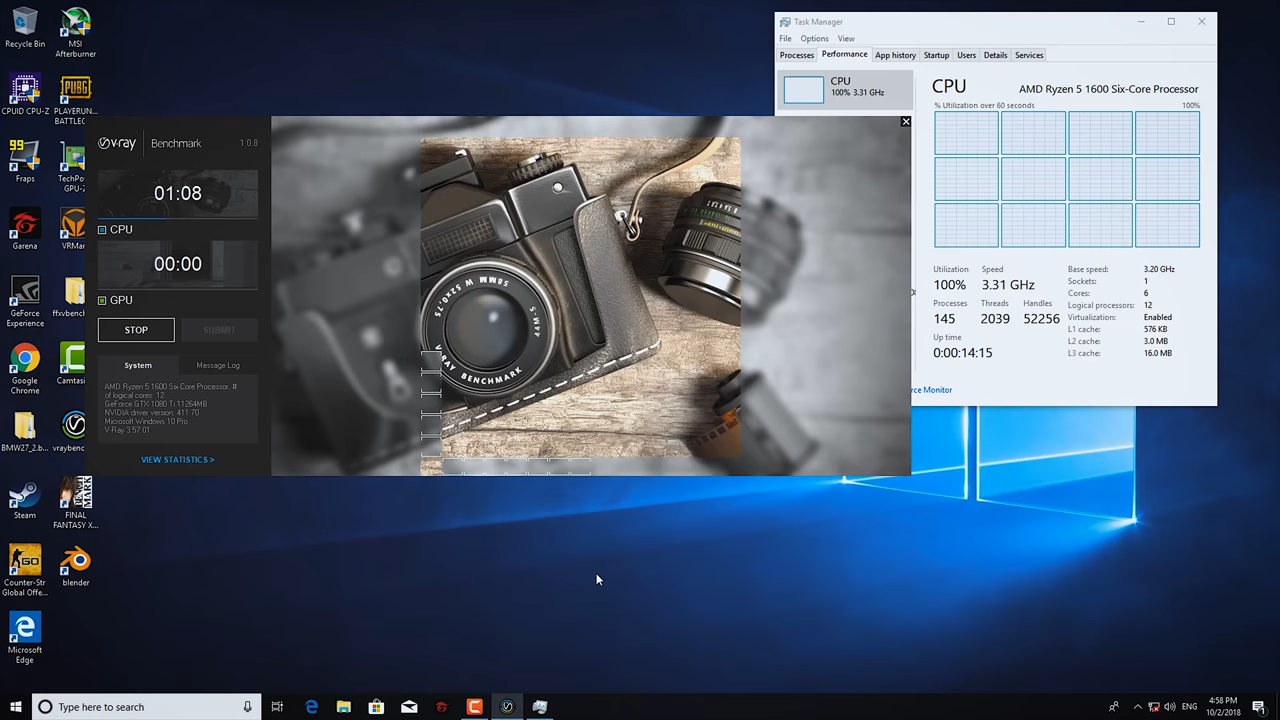 Recycle Bin
MSI
Afterburner
CPUID CPU-Z
PUBG
PLAYERUN...
BATTLEG...
99
Fraps
TechPo...
GPU-Z
Garena
VRMar...
GeForce
Experience
ffxvbench...
Google
Chrome
Camtasi...
BMW27_2.b...
vraybenc...
Steam
FINAL
FANTASY X...
GO
Counter-Str
Global Offe...
blender
Microsoft
Edge
v·ray
Benchmark
1.0.8
01:08
CPU
00:00
GPU
STOP
SUBMIT
System
Message Log
AMD Ryzen 5 1600 Six-Core Processor, #
of logical cores: 12
GeForce GTX 1080 Ti 11264MB
NVIDIA driver version: 411.70
Microsoft Windows 10 Pro
V-Ray 3.57.01
VIEW STATISTICS >
58MM W 52x0.75
V-RAY BENCHMARK
Task Manager
File
Options
View
Processes
Performance
App history
Startup
Users
Details
Services
CPU
100% 3.31 GHz
CPU
AMD Ryzen 5 1600 Six-Core Processor
% Utilization over 60 seconds
100%
Utilization
Speed
100%
3.31 GHz
Processes
Threads
Handles
145
2039
52256
Up time
0:00:14:15
Base speed:
3.20 GHz
Sockets:
1
Cores:
6
Logical processors:
12
Virtualization:
Enabled
L1 cache:
576 KB
L2 cache:
3.0 MB
L3 cache:
16.0 MB
rce Monitor
Type here to search
ENG
4:58 PM
10/2/2018